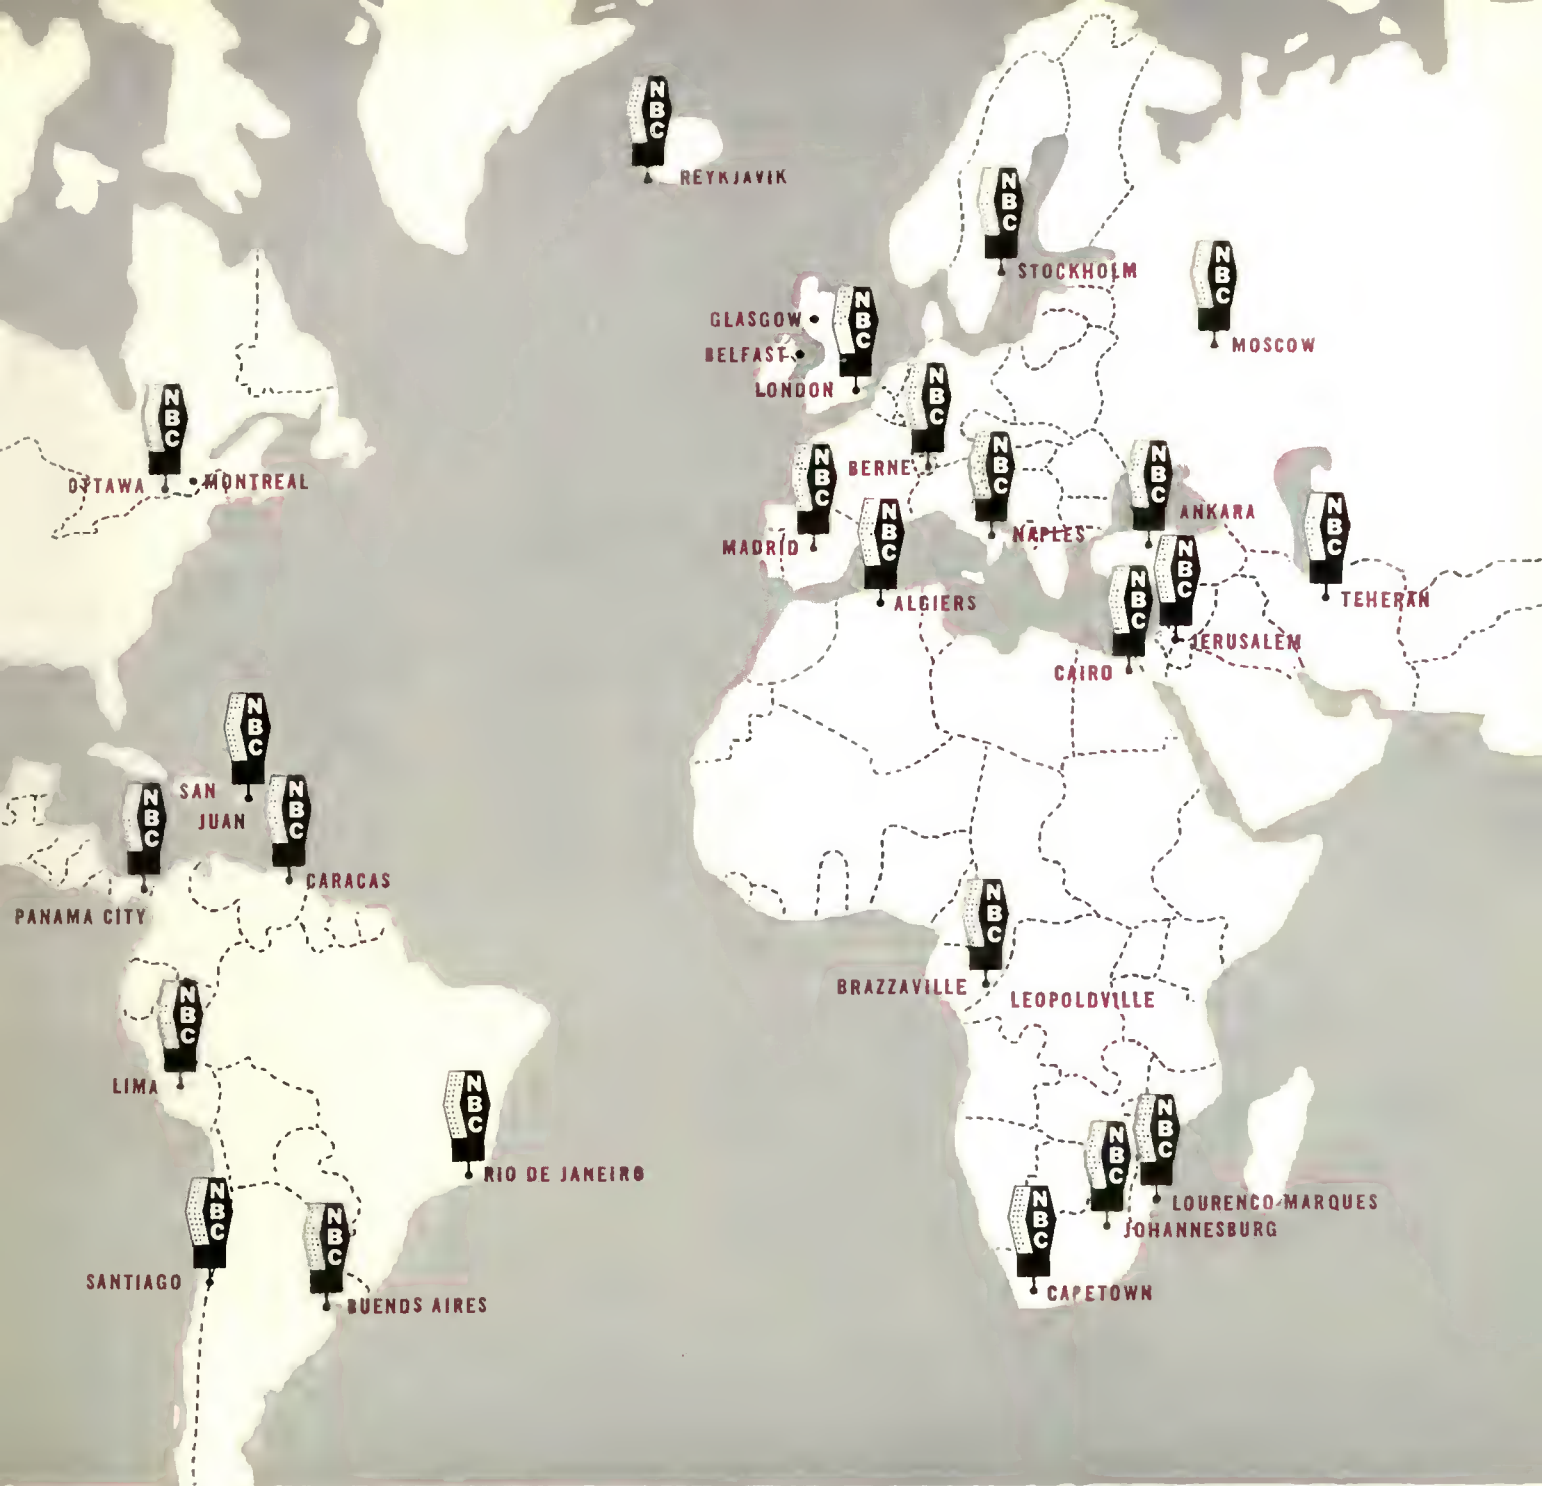 NBC
REYKJAVIK
NBC
STOCKHOLM
NBC
MOSCOW
GLASGOW
BELFAST
NBC
LONDON
NBC
BERNE
NBC
OTTAWA
MONTREAL
NBC
MADRID
NBC
ALGIERS
NBC
NAPLES
NBC
ANKARA
NBC
TEHERAN
NBC
JERUSALEM
NBC
CAIRO
NBC
SAN
JUAN
NBC
CARACAS
NBC
PANAMA CITY
NBC
BRAZZAVILLE
LEOPOLDVILLE
NBC
LIMA
NBC
RIO DE JANEIRO
NBC
LOURENCO-MARQUES
NBC
JOHANNESBURG
NBC
CAPETOWN
NBC
SANTIAGO
NBC
BUENOS AIRES